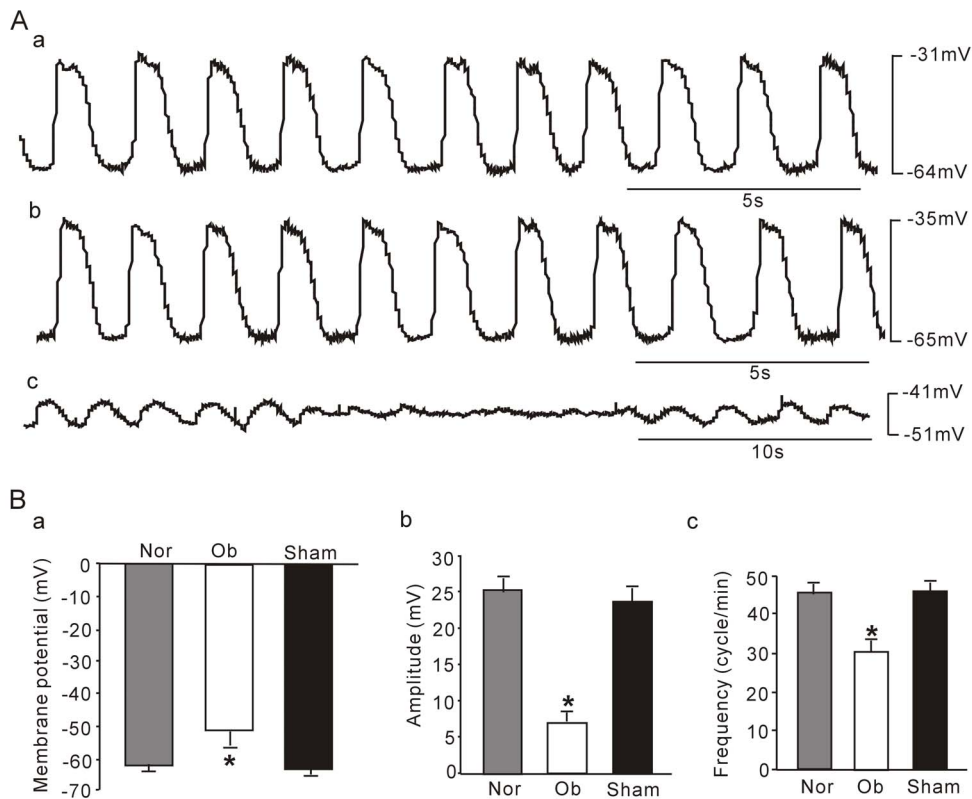 A
a
-31mV
-64mV
5s
b
-35mV
-65mV
5s
c
-41mV
-51mV
10s
B
a
Nor Ob Sham
Membrane potential (mV)
0
-10
-20
-30
-40
-50
-60
-70
*
b
Amplitude (mV)
30
25
20
15
10
5
0
*
Nor Ob Sham
c
Frequency (cycle/min)
50
40
30
20
10
0
*
Nor Ob Sham